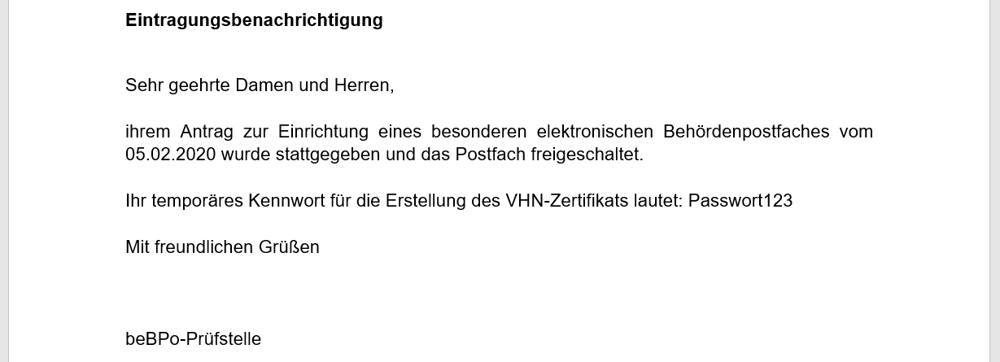 Eintragungsbenachrichtigung
Sehr geehrte Damen und Herren,
ihrem Antrag zur Einrichtung eines besonderen elektronischen Behördenpostfaches vom
05.02.2020 wurde stattgegeben und das Postfach freigeschaltet.
Ihr temporäres Kennwort für die Erstellung des VHN-Zertifikats lautet: Passwort123
Mit freundlichen Grüßen
beBPo-Prüfstelle